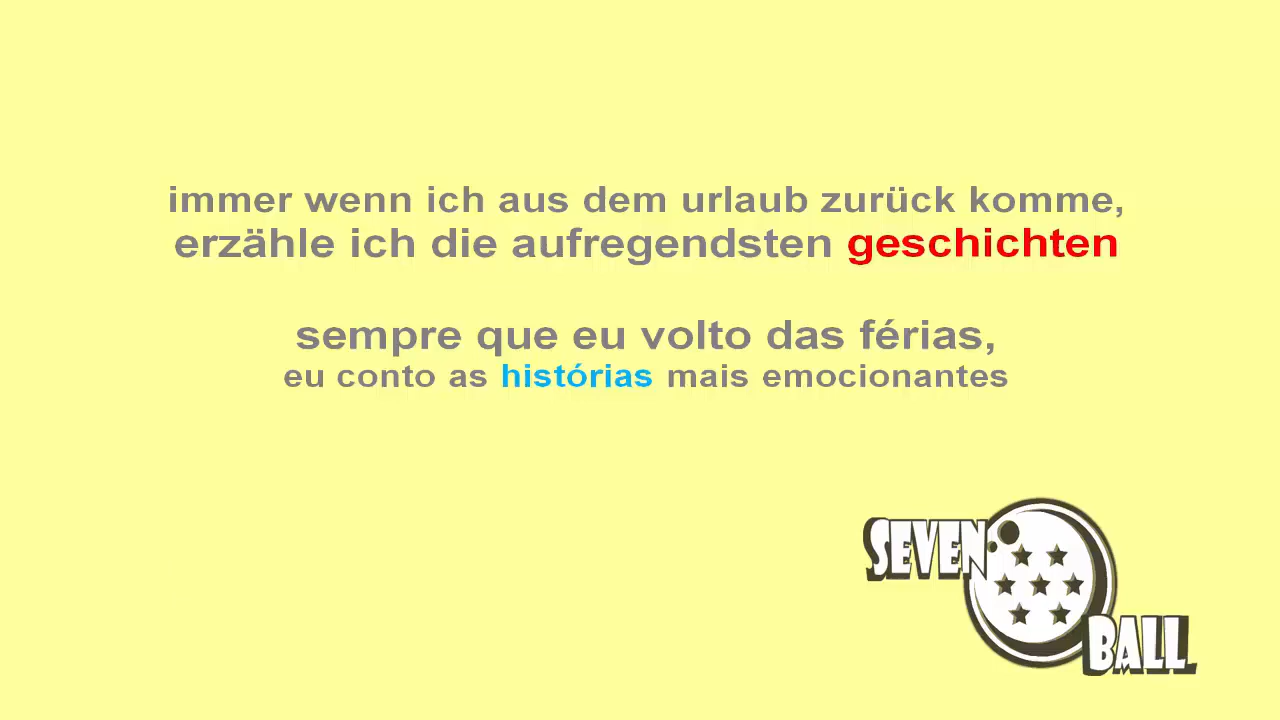 immer wenn ich aus dem urlaub zurück komme,
erzähle ich die aufregendsten geschichten
sempre que eu volto das férias,
eu conto as histórias mais emocionantes
SEVEN
BALL